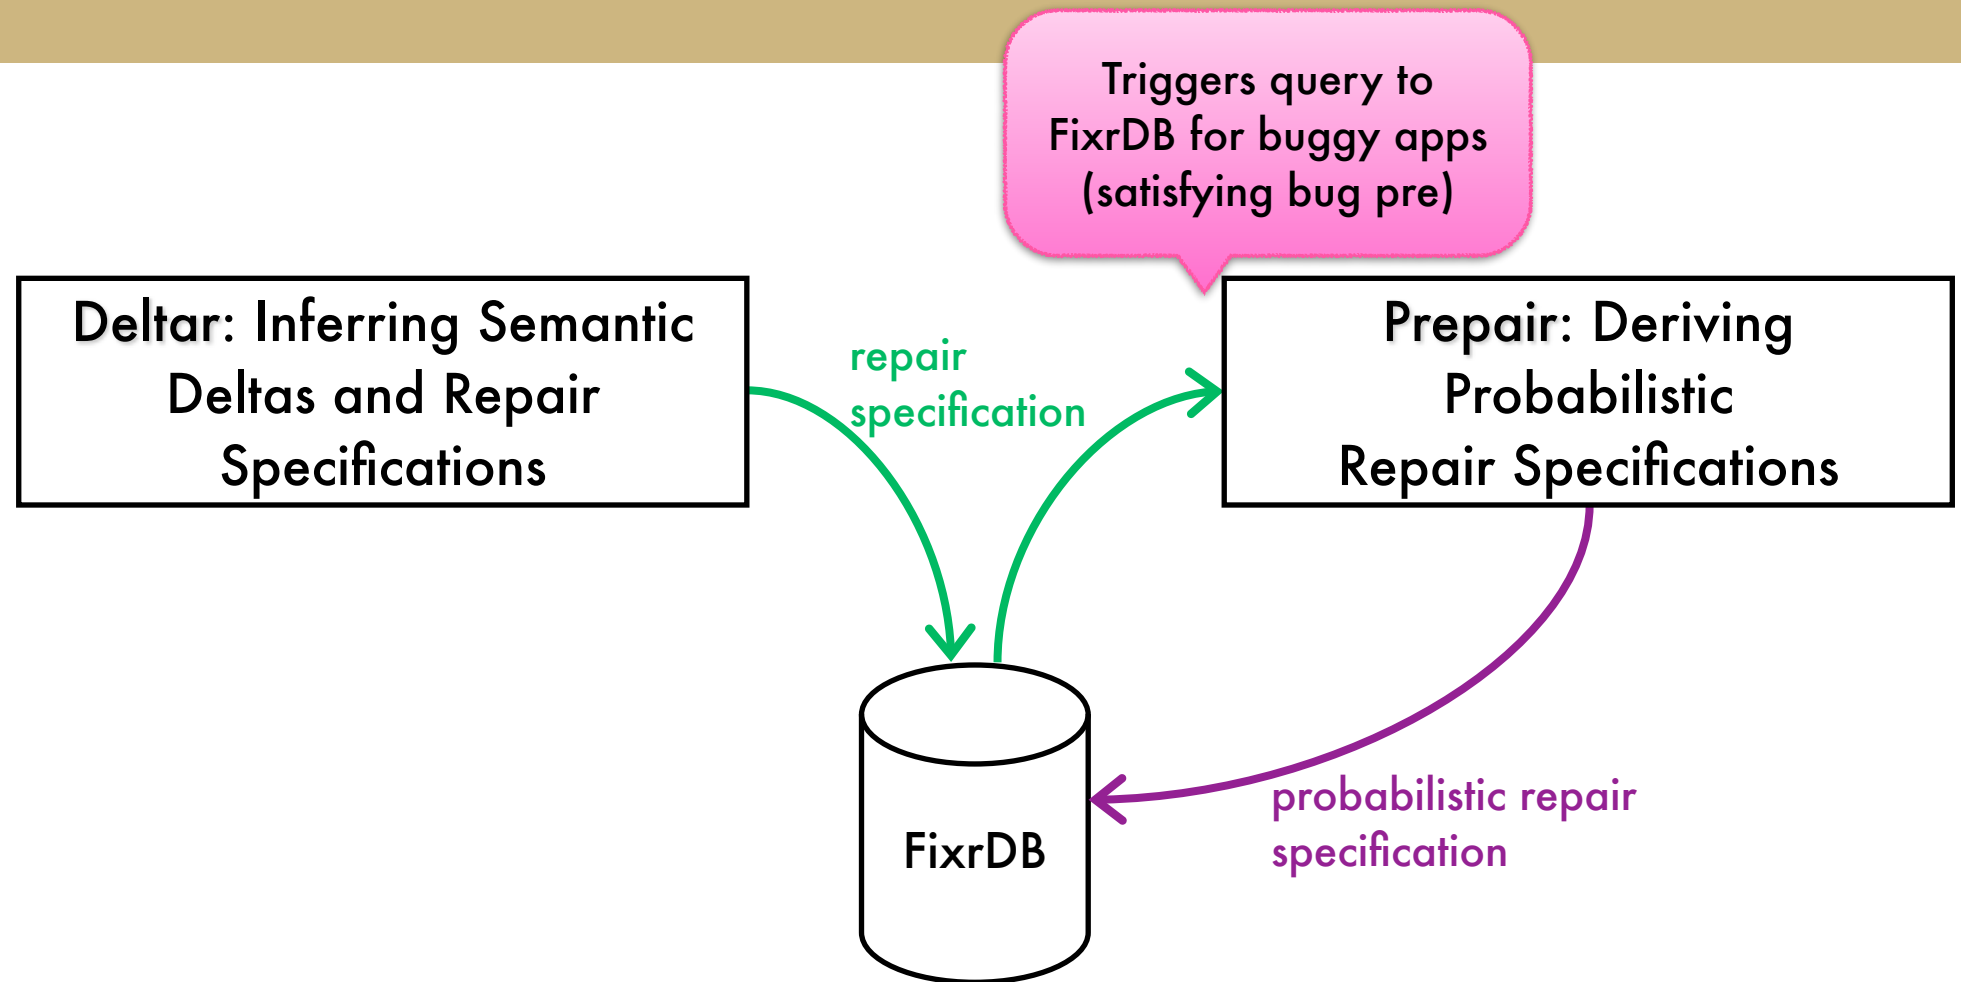 Triggers query to
FixrDB for buggy apps
(satisfying bug pre)
Deltar: Inferring Semantic
Deltas and Repair
Specifications
repair
specification
Prepair: Deriving
Probabilistic
Repair Specifications
FixrDB
probabilistic repair
specification